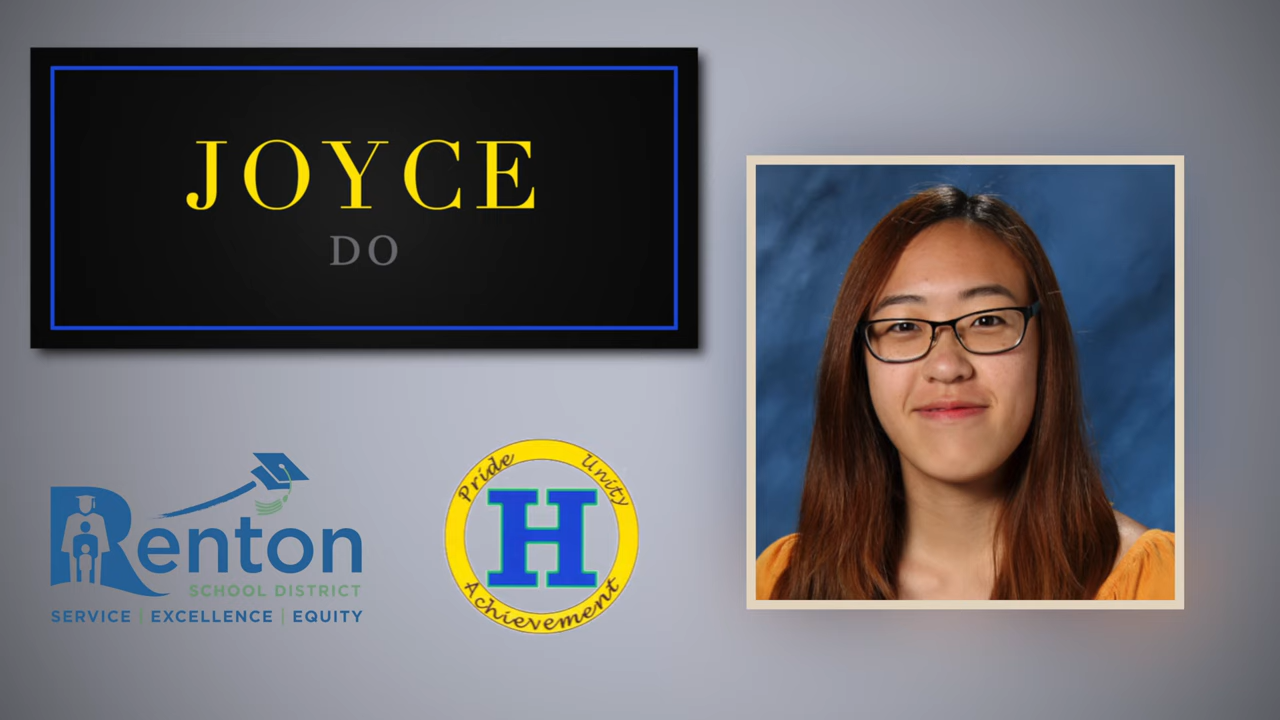 JOYCE
DO
Renton
SCHOOL DISTRICT
SERVICE | EXCELLENCE | EQUITY
Pride
Unity
H
Achievement